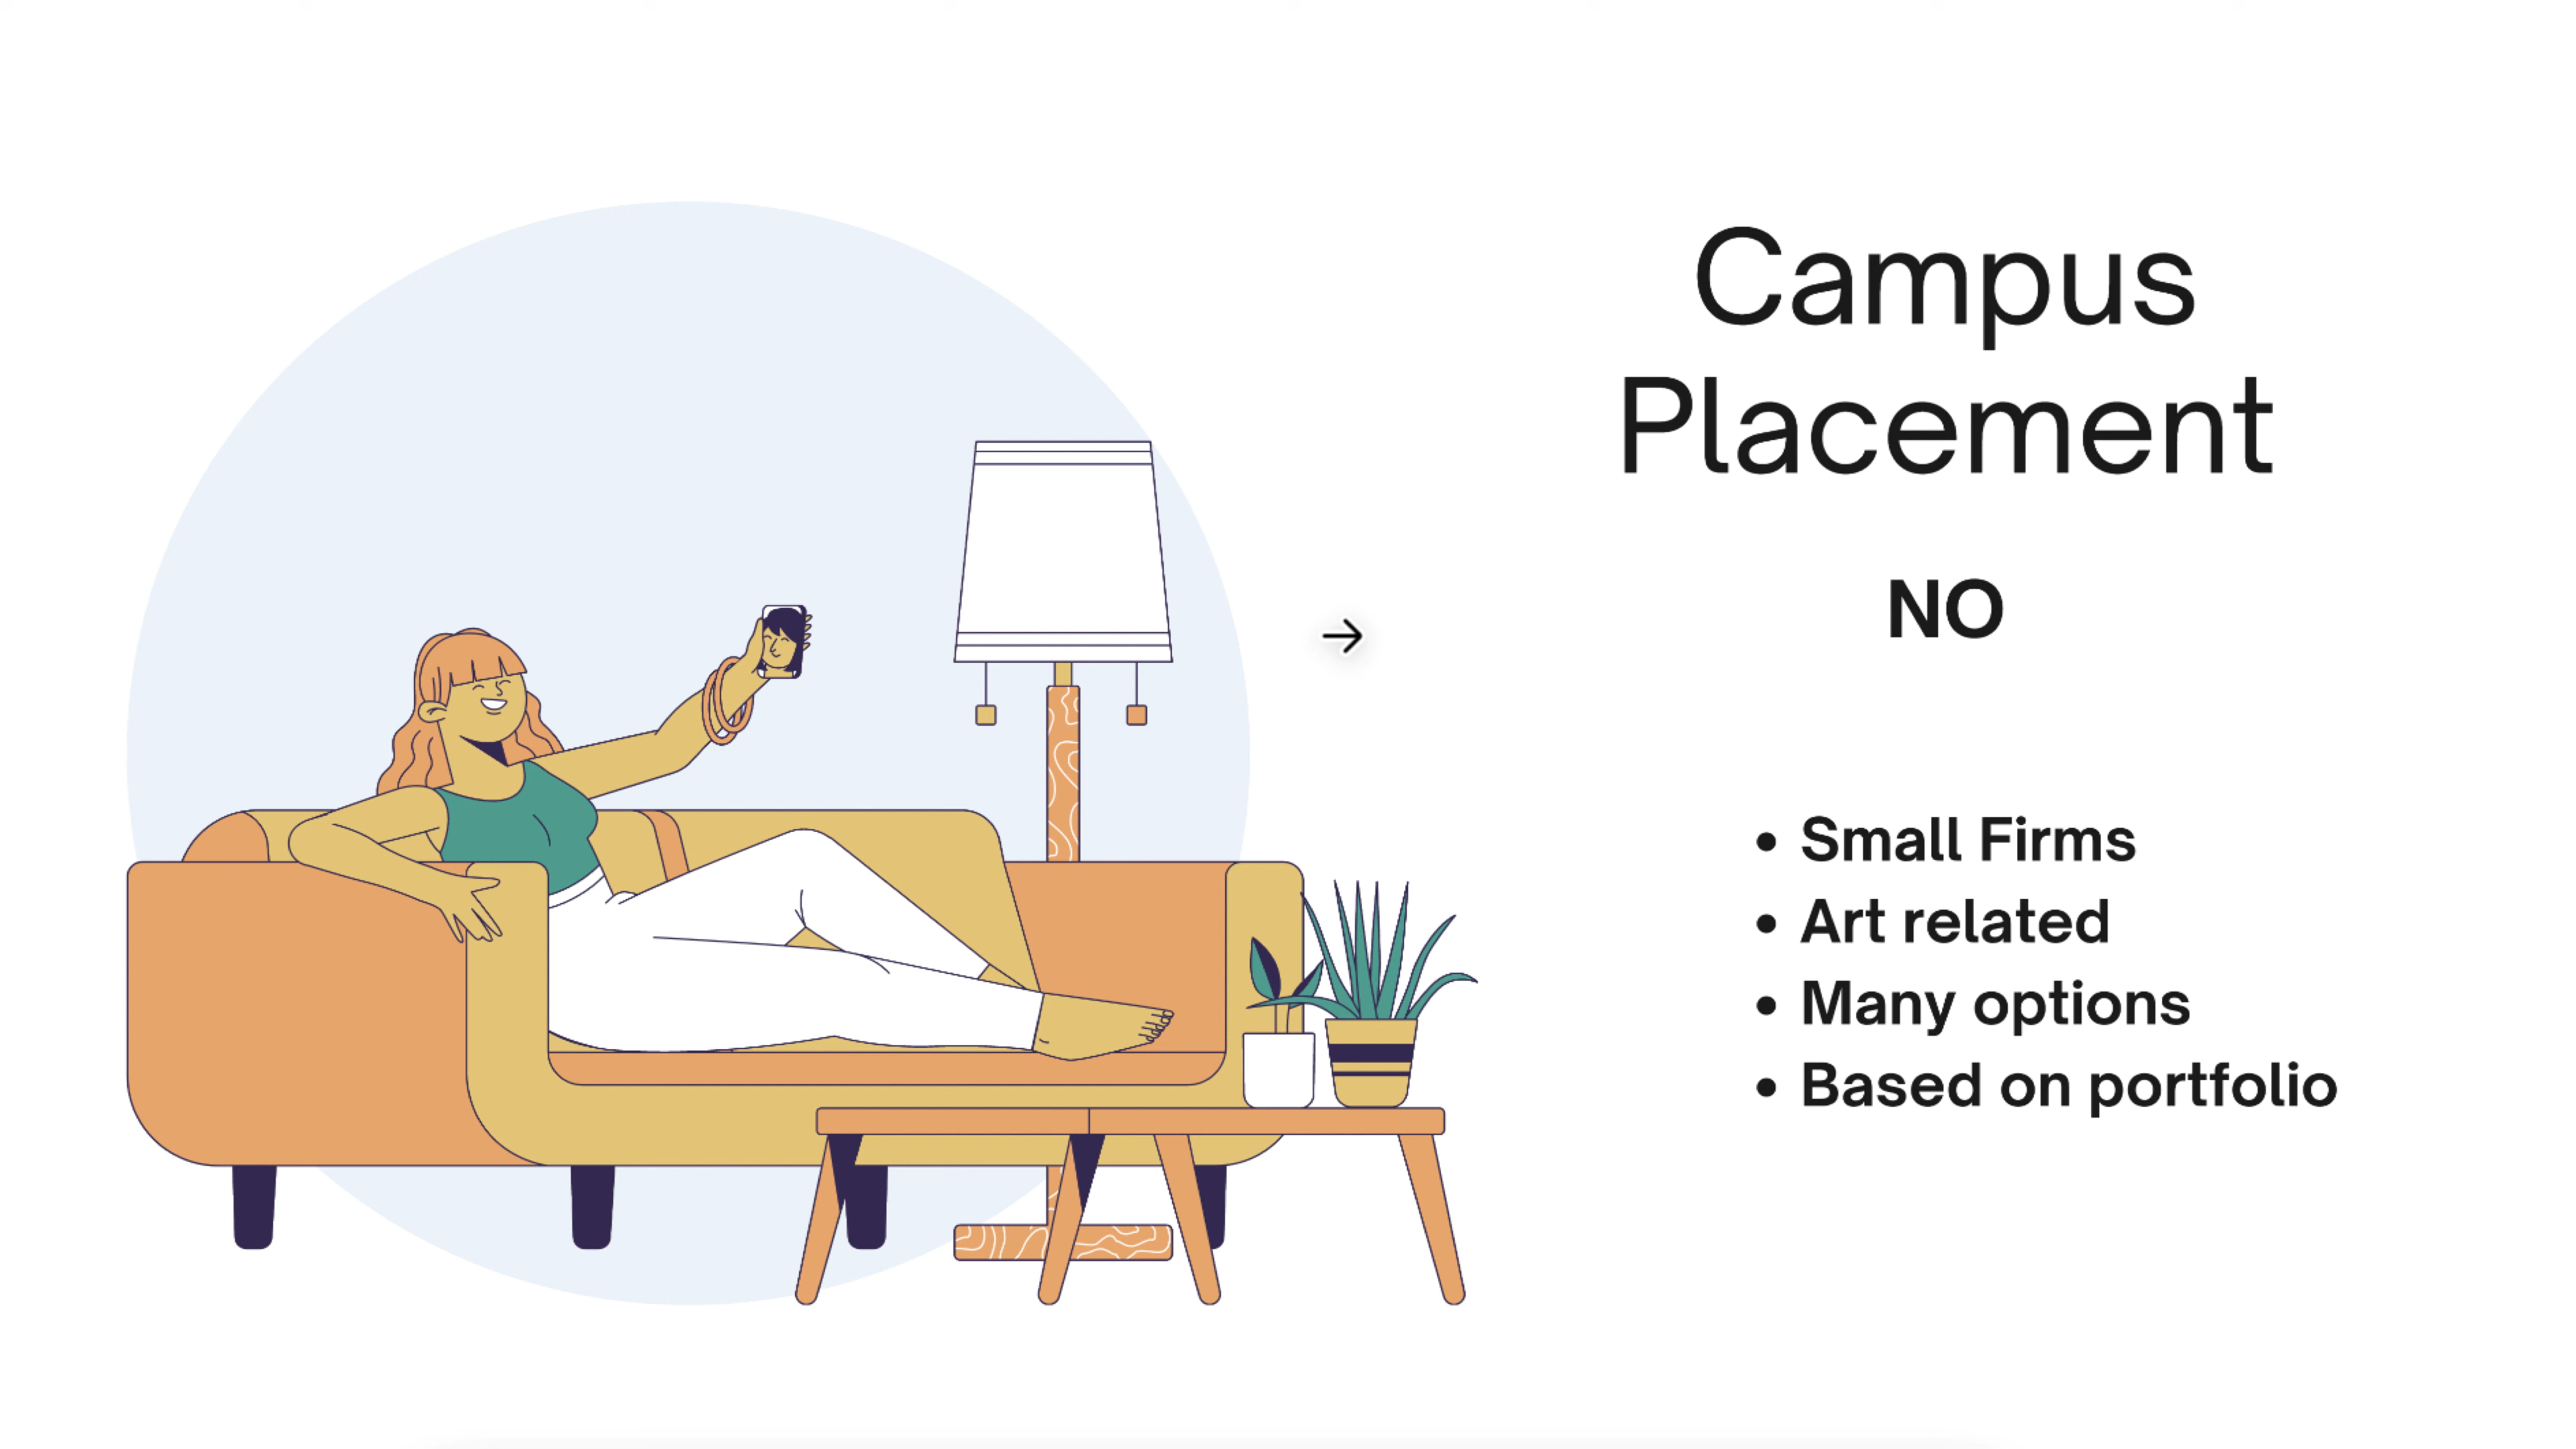 Campus
Placement
NO
• Small Firms
• Art related
• Many options
• Based on portfolio